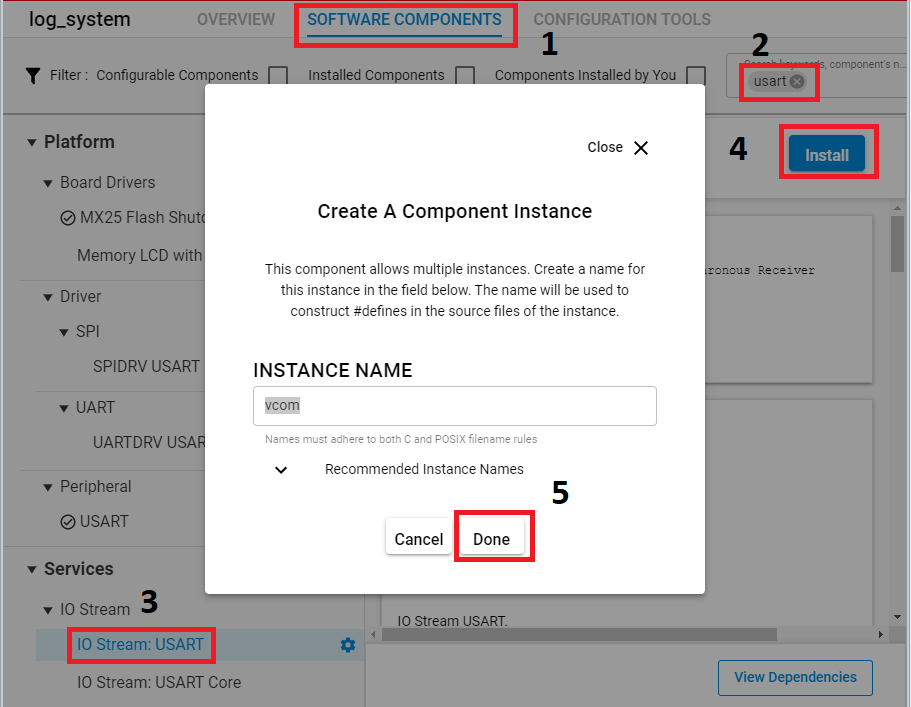 log_system
OVERVIEW
SOFTWARE COMPONENTS
CONFIGURATION TOOLS
1
2
Filter : Configurable Components
Installed Components
Components Installed by You
Search keywords, component's n...
usart
Platform
Board Drivers
MX25 Flash Shutd
Memory LCD with
Driver
SPI
SPIDRV USART
UART
UARTDRV USAR
Peripheral
USART
Services
IO Stream
3
IO Stream: USART
IO Stream: USART Core
4
Install
Close
Create A Component Instance
This component allows multiple instances. Create a name for
this instance in the field below. The name will be used to
construct #defines in the source files of the instance.
INSTANCE NAME
vcom
Names must adhere to both C and POSIX filename rules
Recommended Instance Names
5
Cancel
Done
ronous Receiver
IO Stream USART.
View Dependencies